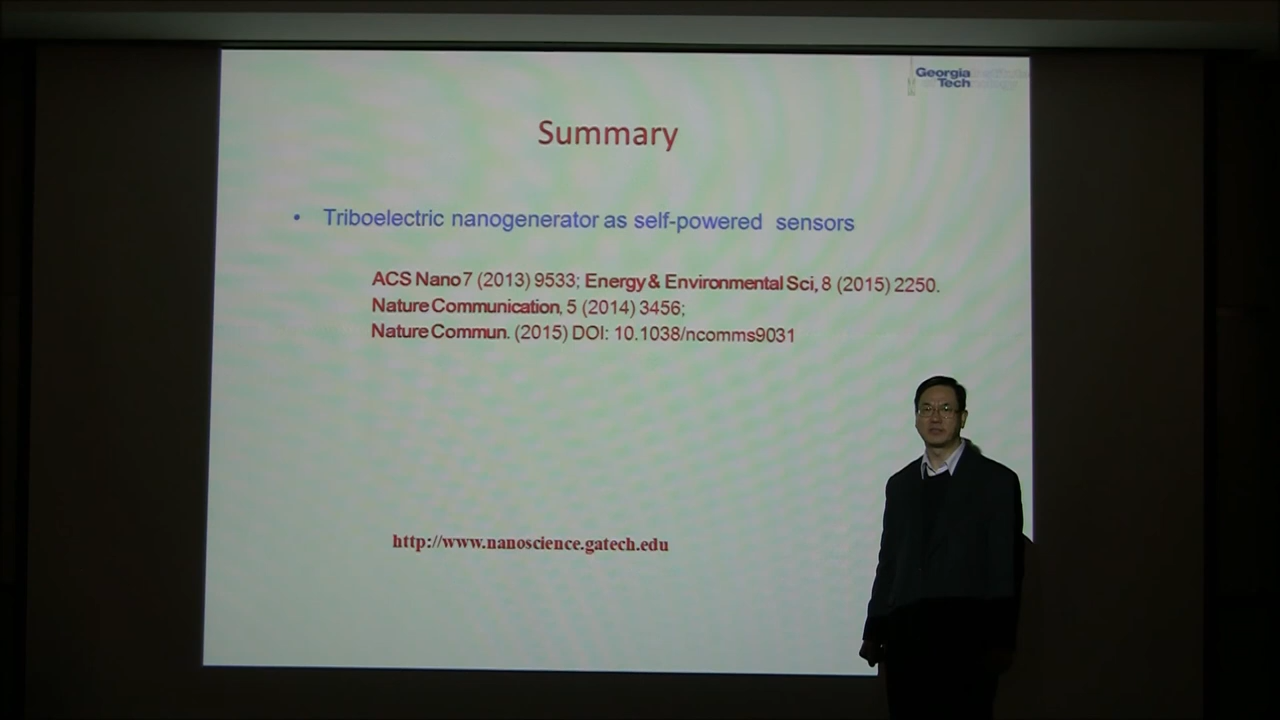 Georgia
Tech
Summary
• Triboelectric nanogenerator as self-powered sensors
ACS Nano 7 (2013) 9533; Energy & Environmental Sci, 8 (2015) 2250.
Nature Communication, 5 (2014) 3456;
Nature Commun. (2015) DOI: 10.1038/ncomms9031
http://www.nanoscience.gatech.edu